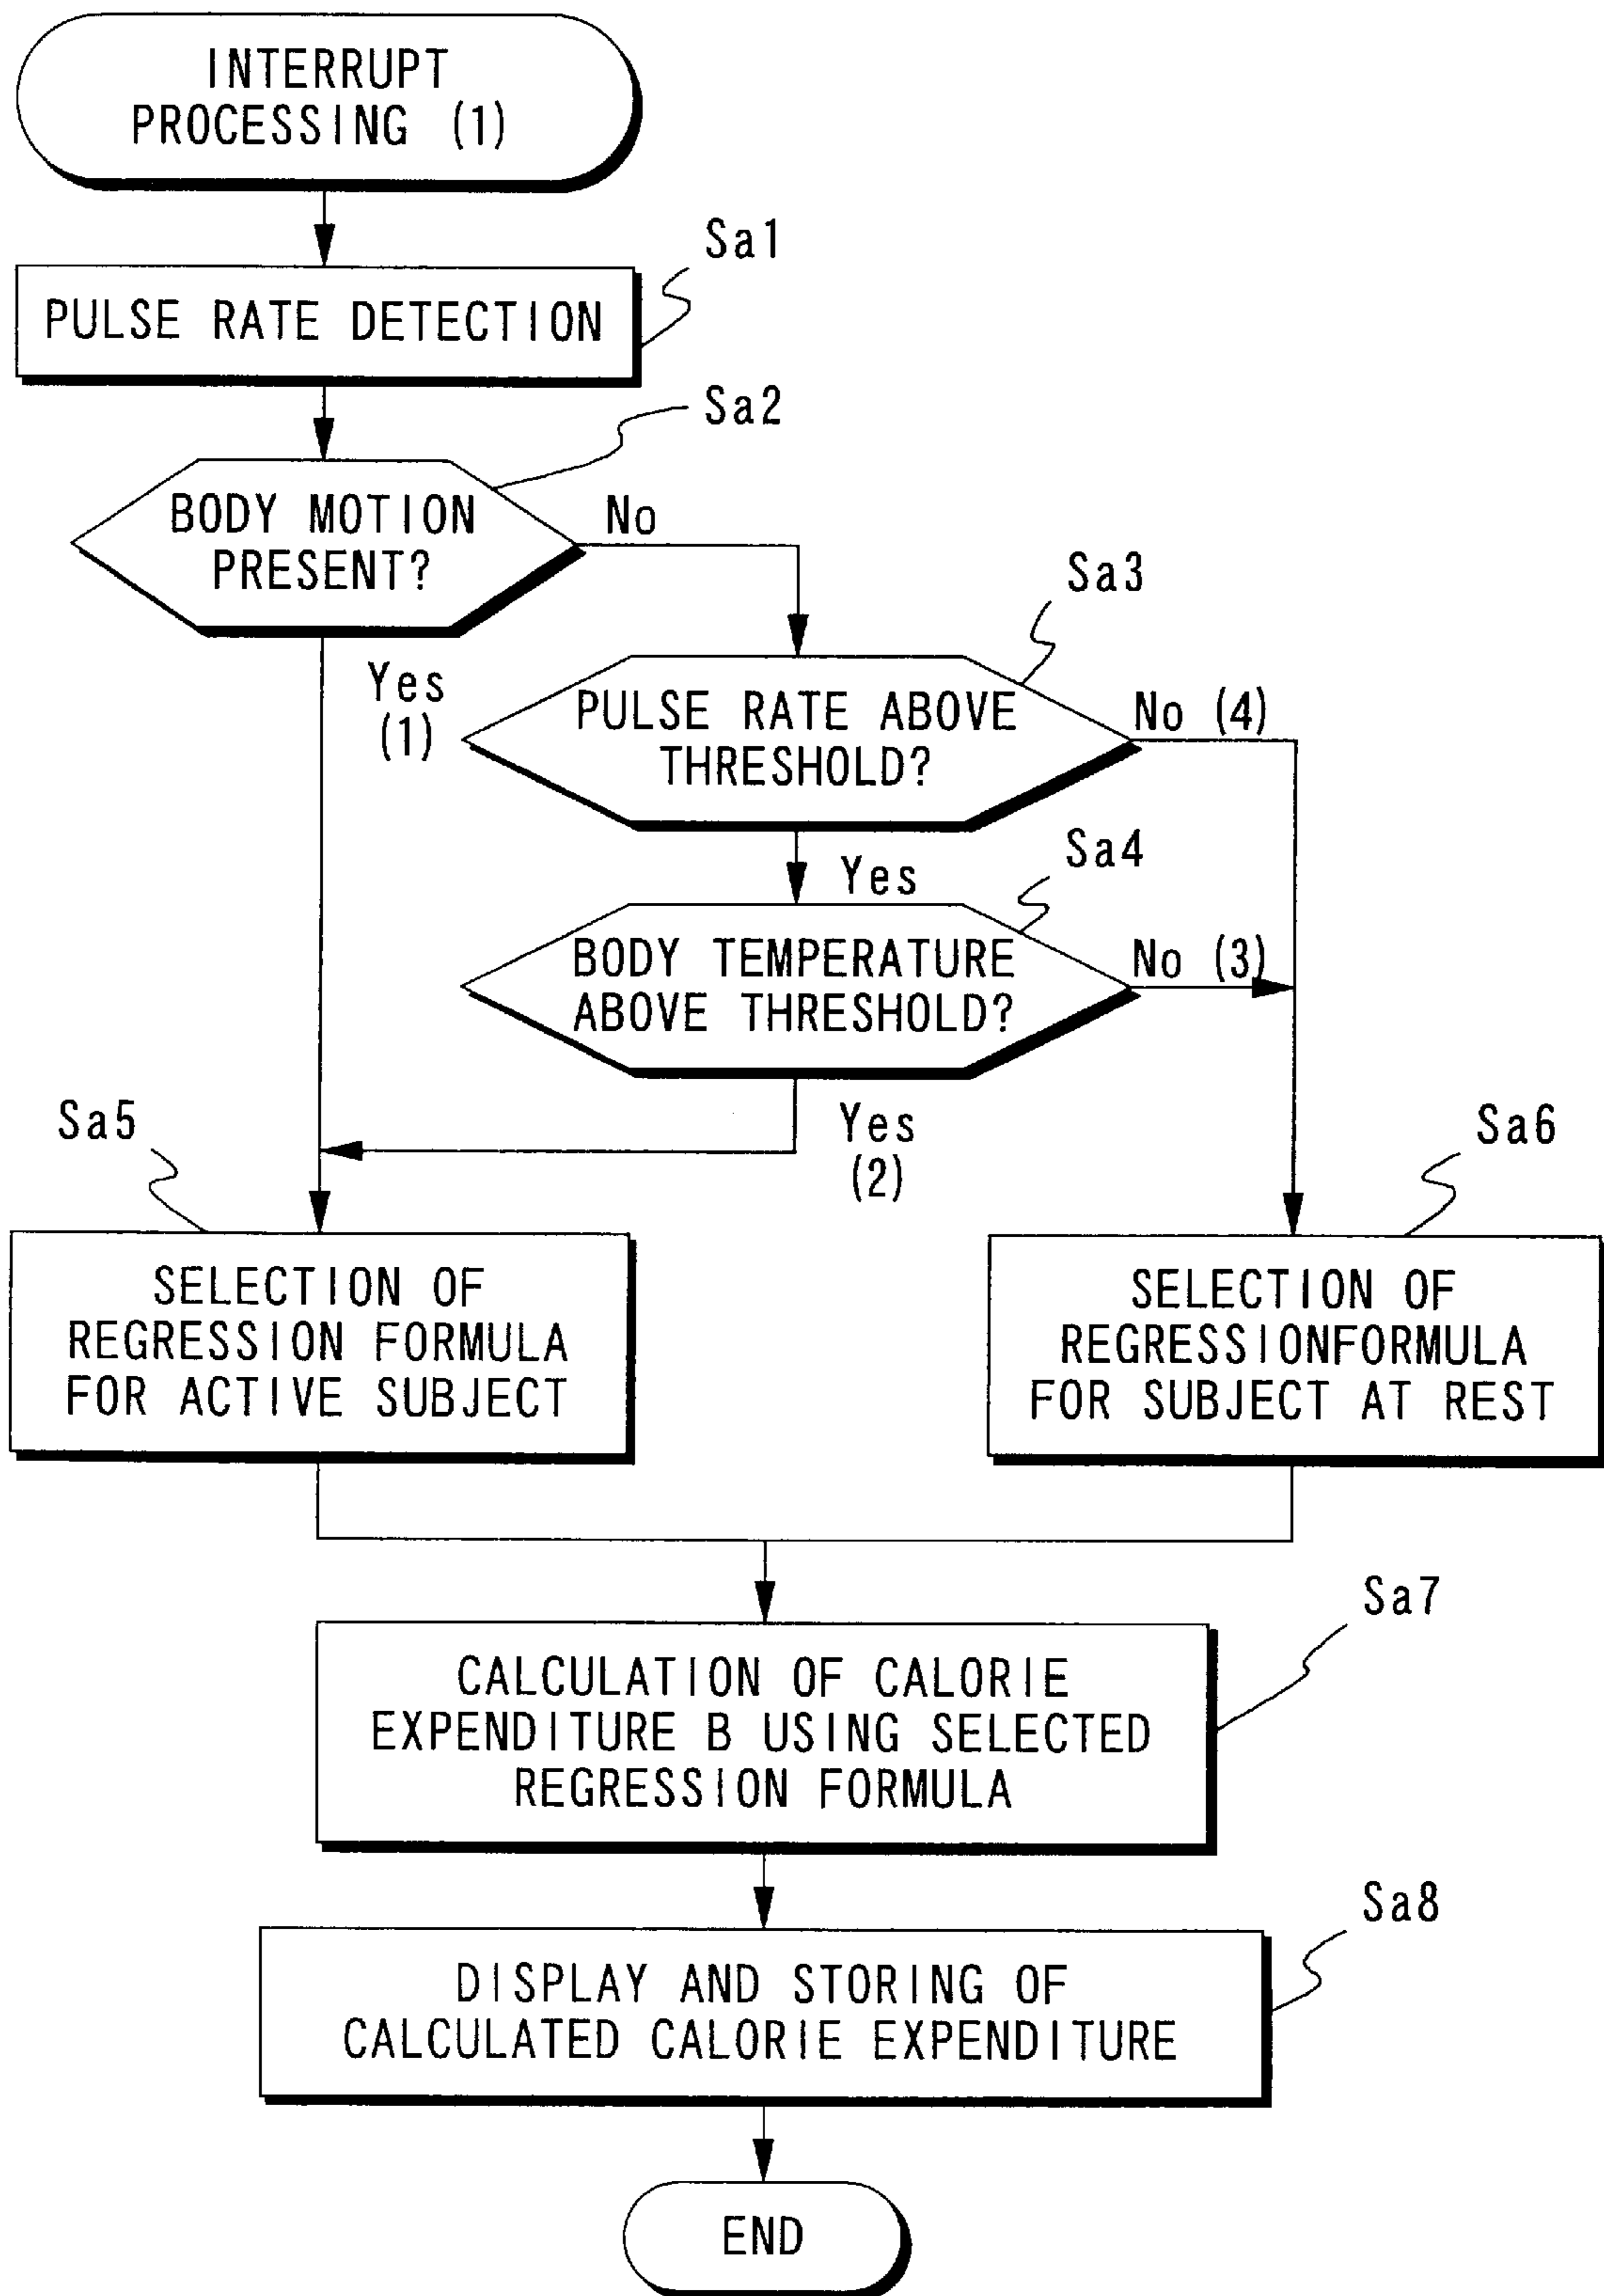 INTERRUPT
PROCESSING (1)
Sa1
PULSE RATE DETECTION
Sa2
BODY MOTION
PRESENT?
No
Sa3
Yes
(1)
PULSE RATE ABOVE
THRESHOLD?
No (4)
Yes
Sa4
BODY TEMPERATURE
ABOVE THRESHOLD?
No (3)
Yes
(2)
Sa5
SELECTION OF
REGRESSION FORMULA
FOR ACTIVE SUBJECT
Sa6
SELECTION OF
REGRESSIONFORMULA
FOR SUBJECT AT REST
Sa7
CALCULATION OF CALORIE
EXPENDITURE B USING SELECTED
REGRESSION FORMULA
Sa8
DISPLAY AND STORING OF
CALCULATED CALORIE EXPENDITURE
END